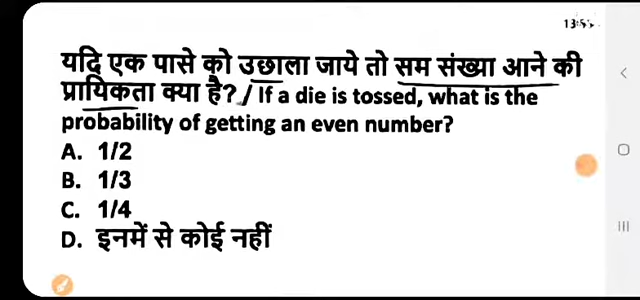 यदि एक पासे को उछाला जाये तो सम संख्या आने की
प्रायिकता क्या है? / If a die is tossed, what is the
probability of getting an even number?
A. 1/2
B. 1/3
C. 1/4
D. इनमें से कोई नहीं